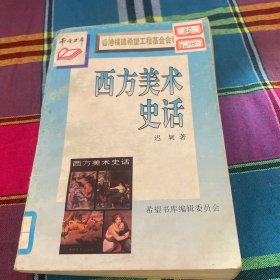 希望书库
香港福建希望工程基金会
西方美术
史话
迟轲 著
西方美术史话
希望书库编辑委员会